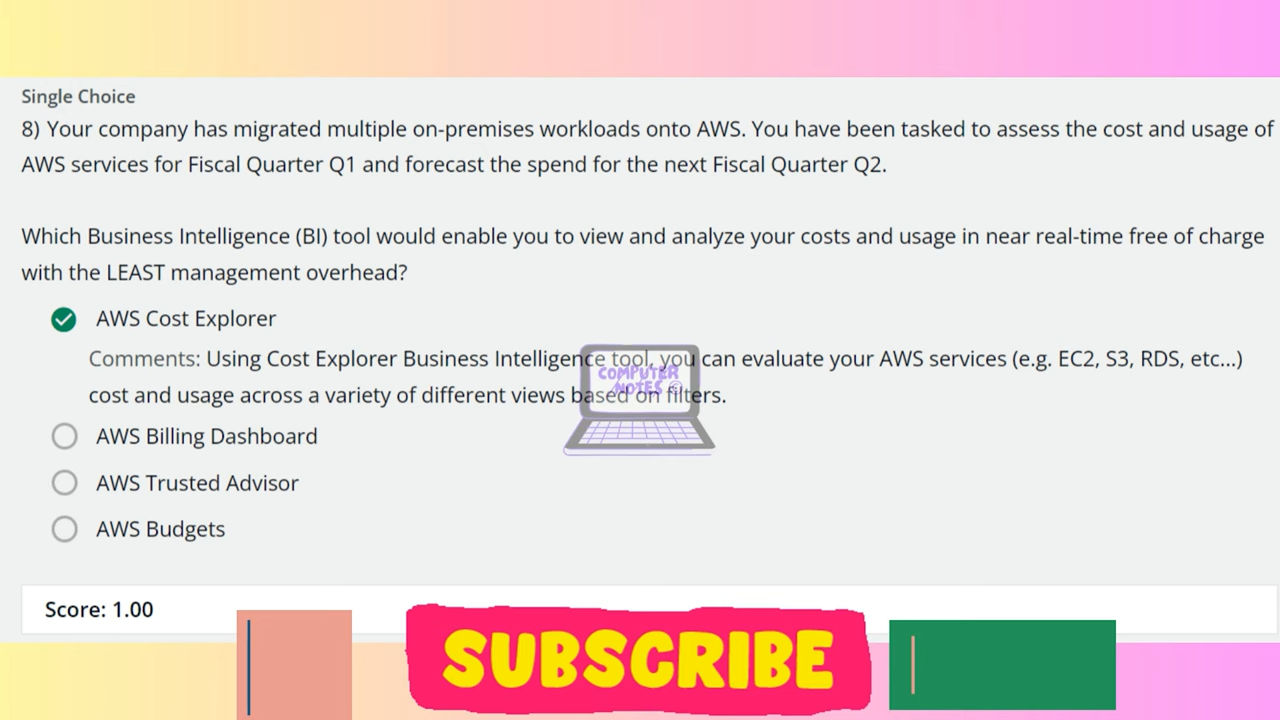 Single Choice
8) Your company has migrated multiple on-premises workloads onto AWS. You have been tasked to assess the cost and usage of
AWS services for Fiscal Quarter Q1 and forecast the spend for the next Fiscal Quarter Q2.
Which Business Intelligence (BI) tool would enable you to view and analyze your costs and usage in near real-time free of charge
with the LEAST management overhead?
AWS Cost Explorer
Comments: Using Cost Explorer Business Intelligence tool, you can evaluate your AWS services (e.g. EC2, S3, RDS, etc...)
cost and usage across a variety of different views based on filters.
COMPUTER
NOTES
AWS Billing Dashboard
AWS Trusted Advisor
AWS Budgets
Score: 1.00
SUBSCRIBE